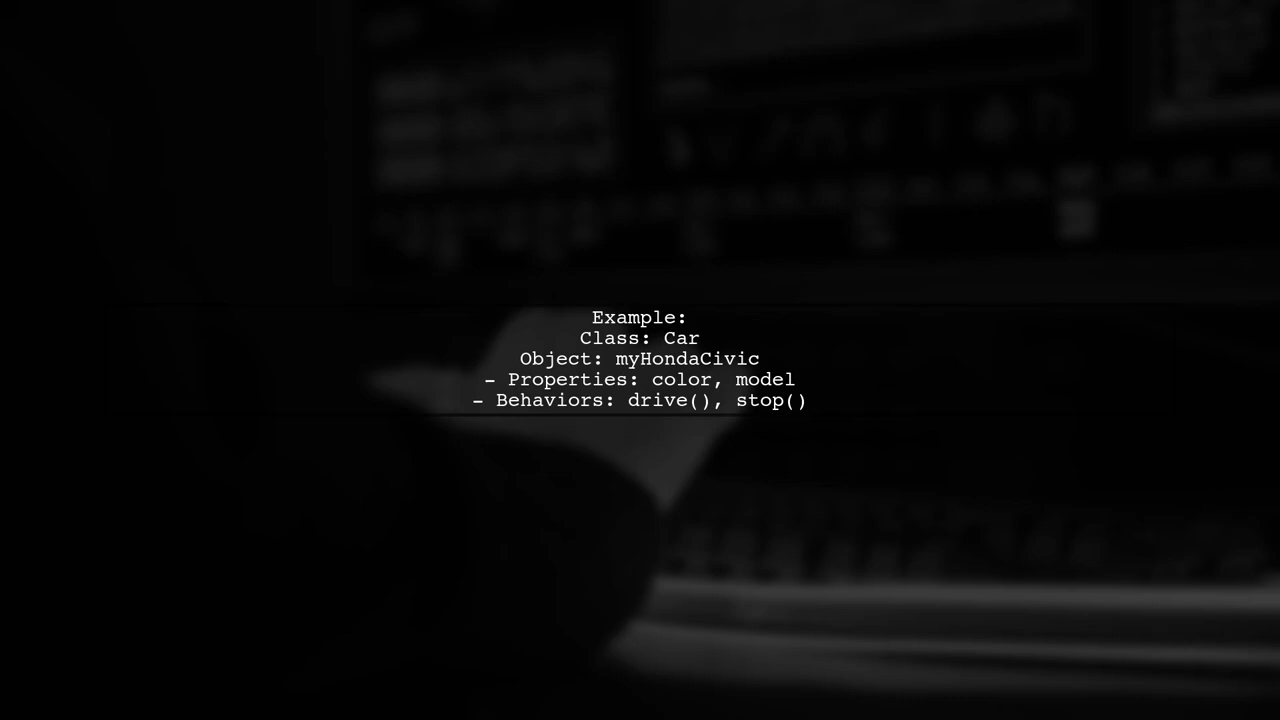 Example:
Class: Car
Object: myHondaCivic
- Properties: color, model
- Behaviors: drive(), stop()